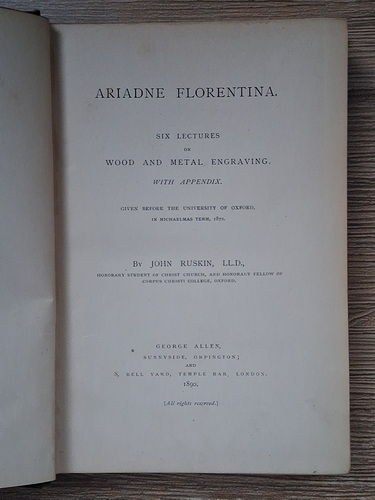 ARIADNE FLORENTINA.
SIX LECTURES
ON
WOOD AND METAL ENGRAVING.
WITH APPENDIX.
GIVEN BEFORE THE UNIVERSITY OF OXFORD,
IN MICHAELMAS TERM, 1872.
BY JOHN RUSKIN, LL.D.,
HONORARY STUDENT OF CHRIST CHURCH, AND HONORARY FELLOW OF
CORPUS CHRISTI COLLEGE, OXFORD.
GEORGE ALLEN,
SUNNYSIDE, ORPINGTON;
AND
8, BELL YARD, TEMPLE BAR, LONDON.
1890.
[All rights reserved.]